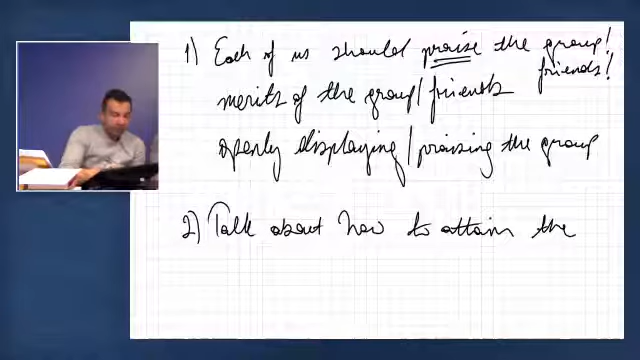 1) Each of us should praise the group/
friends!
merits of the group/friends
openly displaying/praising the group
2) Talk about how to attain the